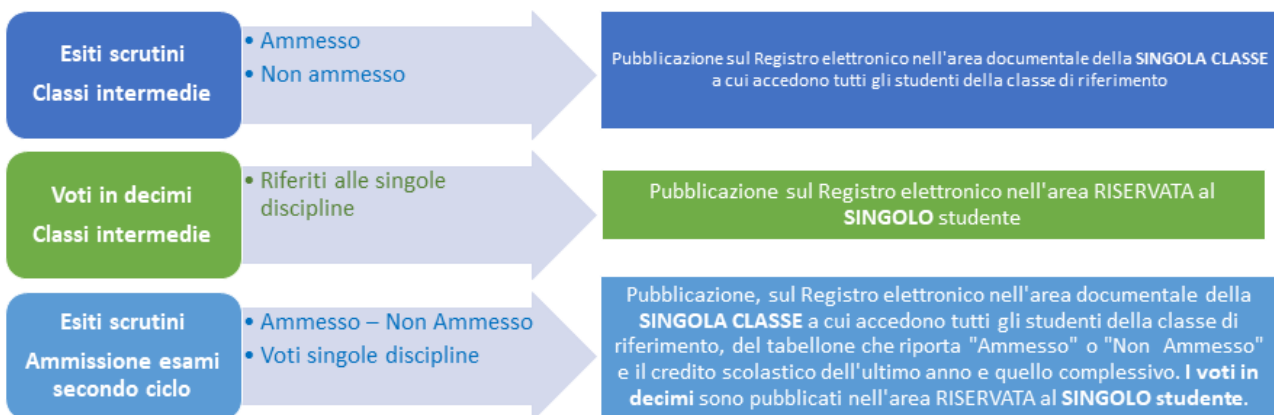 Esiti scrutini
Classi intermedie
• Ammesso
• Non ammesso
Pubblicazione sul Registro elettronico nell'area documentale della SINGOLA CLASSE
a cui accedono tutti gli studenti della classe di riferimento
Voti in decimi
Classi intermedie
• Riferiti alle singole
discipline
Pubblicazione sul Registro elettronico nell'area RISERVATA al
SINGOLO studente
Esiti scrutini
Ammissione esami
secondo ciclo
• Ammesso – Non Ammesso
• Voti singole discipline
Pubblicazione, sul Registro elettronico nell'area documentale della
SINGOLA CLASSE a cui accedono tutti gli studenti della classe di
riferimento, del tabellone che riporta "Ammesso" o "Non Ammesso"
e il credito scolastico dell'ultimo anno e quello complessivo. I voti in
decimi sono pubblicati nell'area RISERVATA al SINGOLO studente.